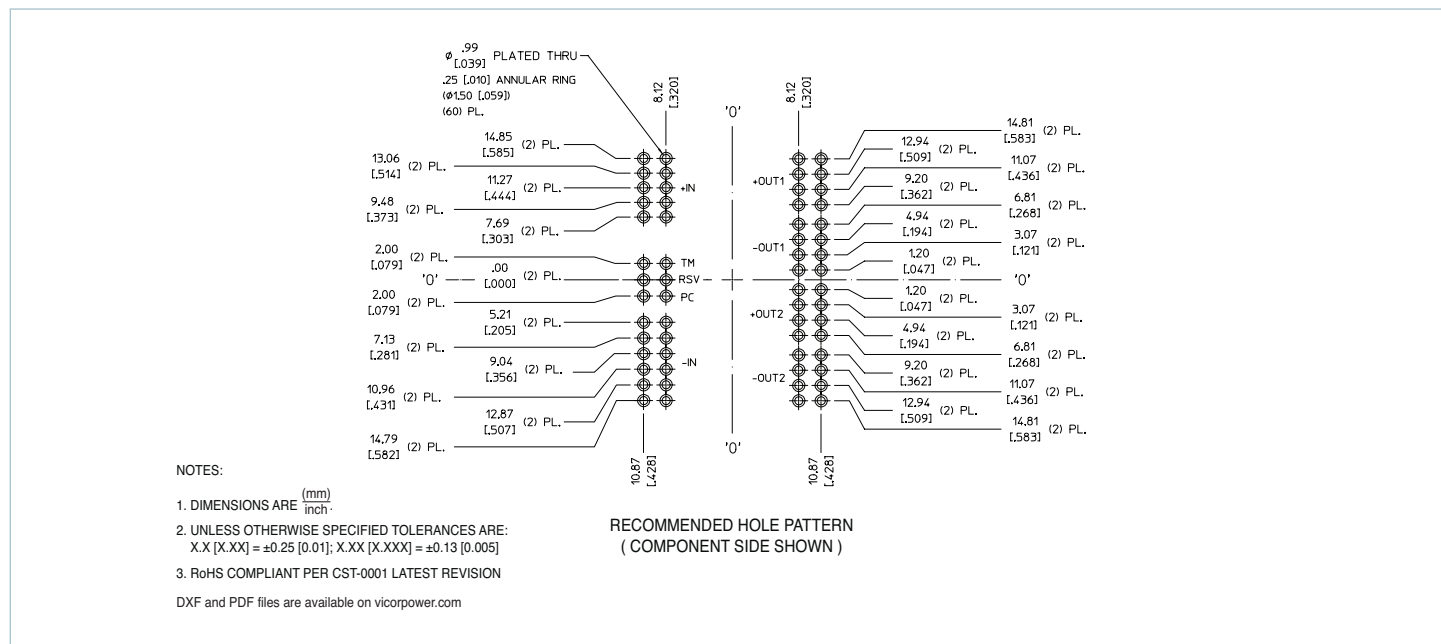 ø .99 PLATED THRU
[.039]
.25 [.010] ANNULAR RING
(ø1.50 [.059])
(60) PL.
8.12
[.320]
'0'
8.12
[.320]
14.85
[.585] (2) PL.
13.06
[.514] (2) PL.
11.27
[.444] (2) PL.
+IN
9.48
[.373] (2) PL.
7.69
[.303] (2) PL.
2.00
[.079] (2) PL.
TM
'0'
.00
[.000] (2) PL.
RSV
2.00
[.079] (2) PL.
PC
5.21
[.205] (2) PL.
7.13
[.281] (2) PL.
9.04
[.356] (2) PL.
-IN
10.96
[.431] (2) PL.
12.87
[.507] (2) PL.
14.79
[.582] (2) PL.
10.87
[.428]
'0'
10.87
[.428]
14.81
[.583] (2) PL.
12.94
[.509] (2) PL.
11.07
[.436] (2) PL.
+OUT1
9.20
[.362] (2) PL.
6.81
[.268] (2) PL.
4.94
[.194] (2) PL.
-OUT1
3.07
[.121] (2) PL.
1.20
[.047] (2) PL.
'0'
1.20
[.047] (2) PL.
+OUT2
3.07
[.121] (2) PL.
4.94
[.194] (2) PL.
6.81
[.268] (2) PL.
9.20
[.362] (2) PL.
-OUT2
11.07
[.436] (2) PL.
12.94
[.509] (2) PL.
14.81
[.583] (2) PL.
RECOMMENDED HOLE PATTERN
( COMPONENT SIDE SHOWN )
NOTES:
1. DIMENSIONS ARE (mm)
inch.
2. UNLESS OTHERWISE SPECIFIED TOLERANCES ARE:
X.X [X.XX] = ±0.25 [0.01]; X.XX [X.XXX] = ±0.13 [0.005]
3. RoHS COMPLIANT PER CST-0001 LATEST REVISION
DXF and PDF files are available on vicorpower.com